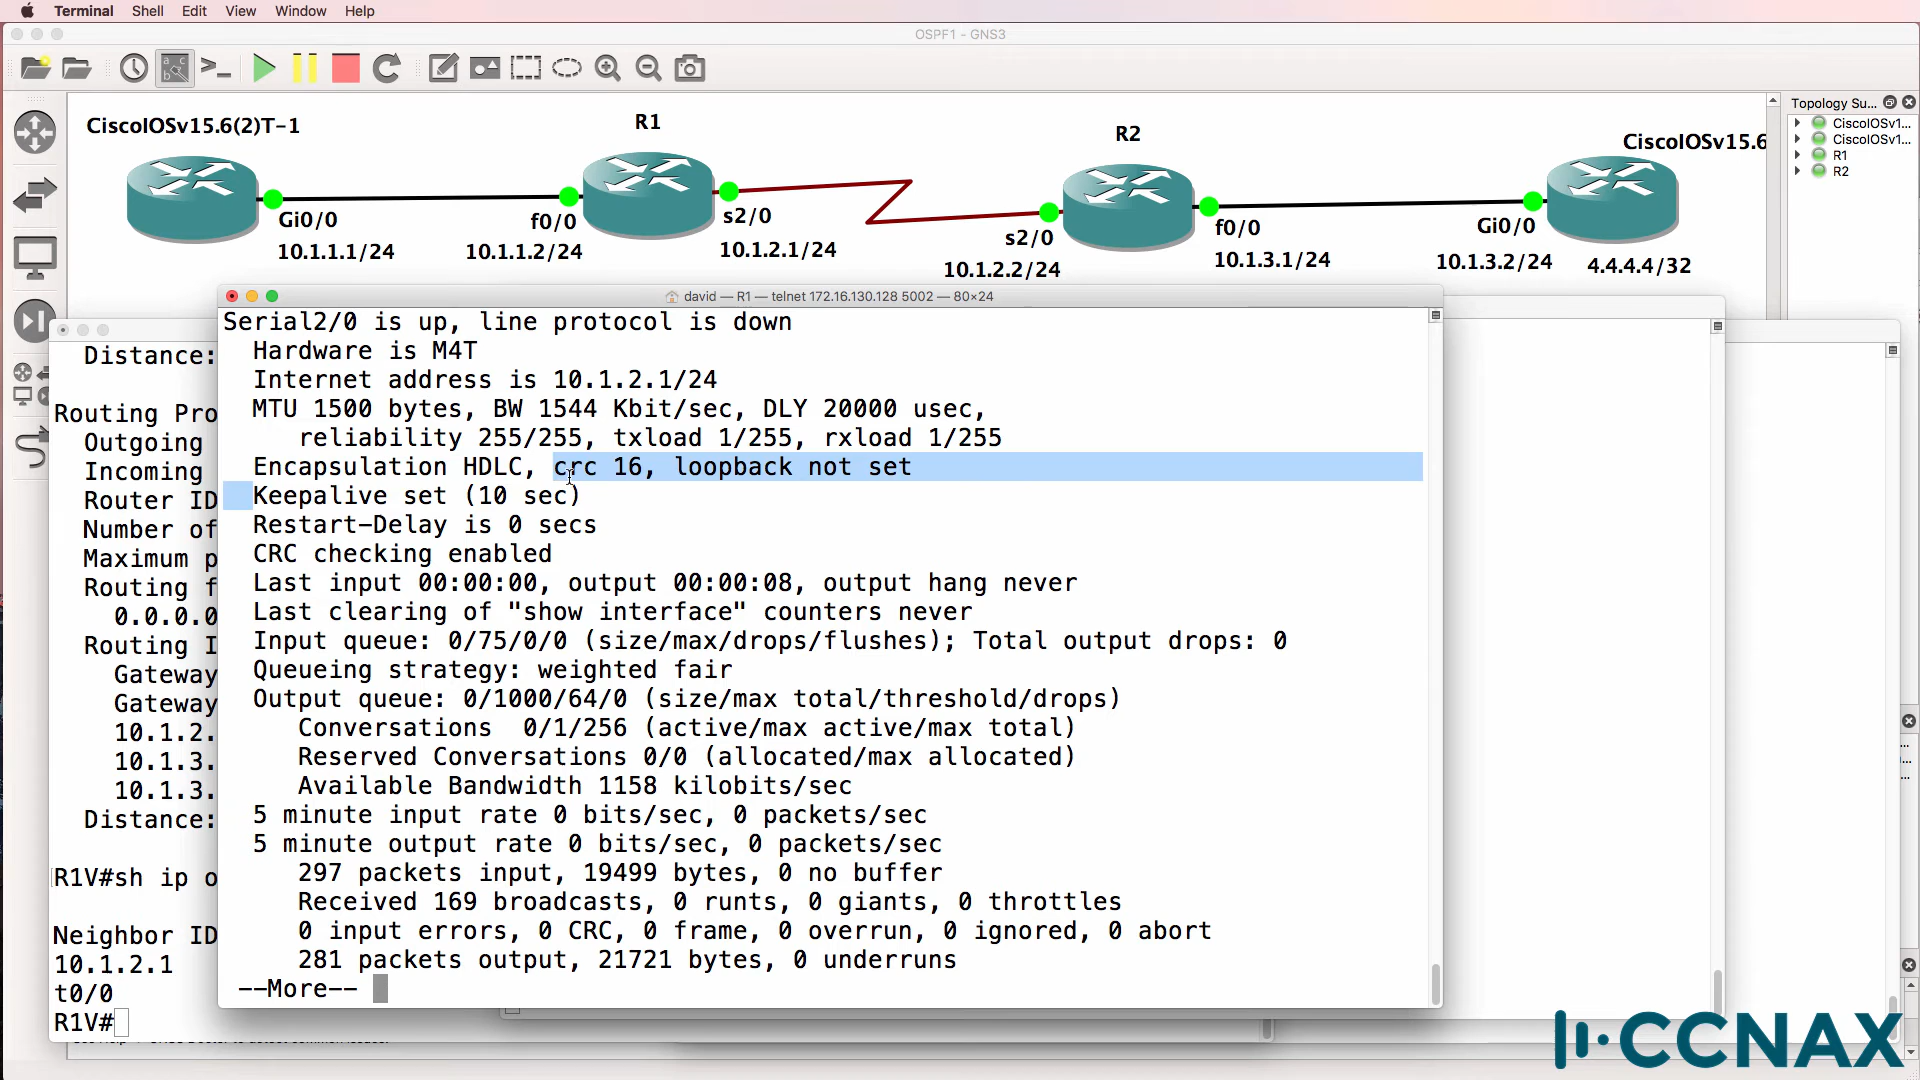 Terminal Shell Edit View Window Help
OSPF1 - GNS3
Topology Su...
CiscoIOSv1...
CiscoIOSv1...
R1
R2
CiscoIOSv15.6(2)T-1
R1
R2
CiscoIOSv15.6
Gi0/0
10.1.1.1/24
f0/0
10.1.1.2/24
s2/0
10.1.2.1/24
s2/0
10.1.2.2/24
f0/0
10.1.3.1/24
Gi0/0
10.1.3.2/24
4.4.4.4/32
david — R1 — telnet 172.16.130.128 5002 — 80×24
Serial2/0 is up, line protocol is down
Hardware is M4T
Internet address is 10.1.2.1/24
MTU 1500 bytes, BW 1544 Kbit/sec, DLY 20000 usec,
reliability 255/255, txload 1/255, rxload 1/255
Encapsulation HDLC, crc 16, loopback not set
Keepalive set (10 sec)
Restart-Delay is 0 secs
CRC checking enabled
Last input 00:00:00, output 00:00:08, output hang never
Last clearing of "show interface" counters never
Input queue: 0/75/0/0 (size/max/drops/flushes); Total output drops: 0
Queueing strategy: weighted fair
Output queue: 0/1000/64/0 (size/max total/threshold/drops)
Conversations 0/1/256 (active/max active/max total)
Reserved Conversations 0/0 (allocated/max allocated)
Available Bandwidth 1158 kilobits/sec
5 minute input rate 0 bits/sec, 0 packets/sec
5 minute output rate 0 bits/sec, 0 packets/sec
297 packets input, 19499 bytes, 0 no buffer
Received 169 broadcasts, 0 runts, 0 giants, 0 throttles
0 input errors, 0 CRC, 0 frame, 0 overrun, 0 ignored, 0 abort
281 packets output, 21721 bytes, 0 underruns
--More--
Distance:
Routing Pro
Outgoing
Incoming
Router ID
Number of
Maximum p
Routing f
0.0.0.0
Routing I
Gateway
Gateway
10.1.2.
10.1.3.
10.1.3.
Distance:
R1V#sh ip o
Neighbor ID
10.1.2.1
t0/0
R1V#
CCNAX